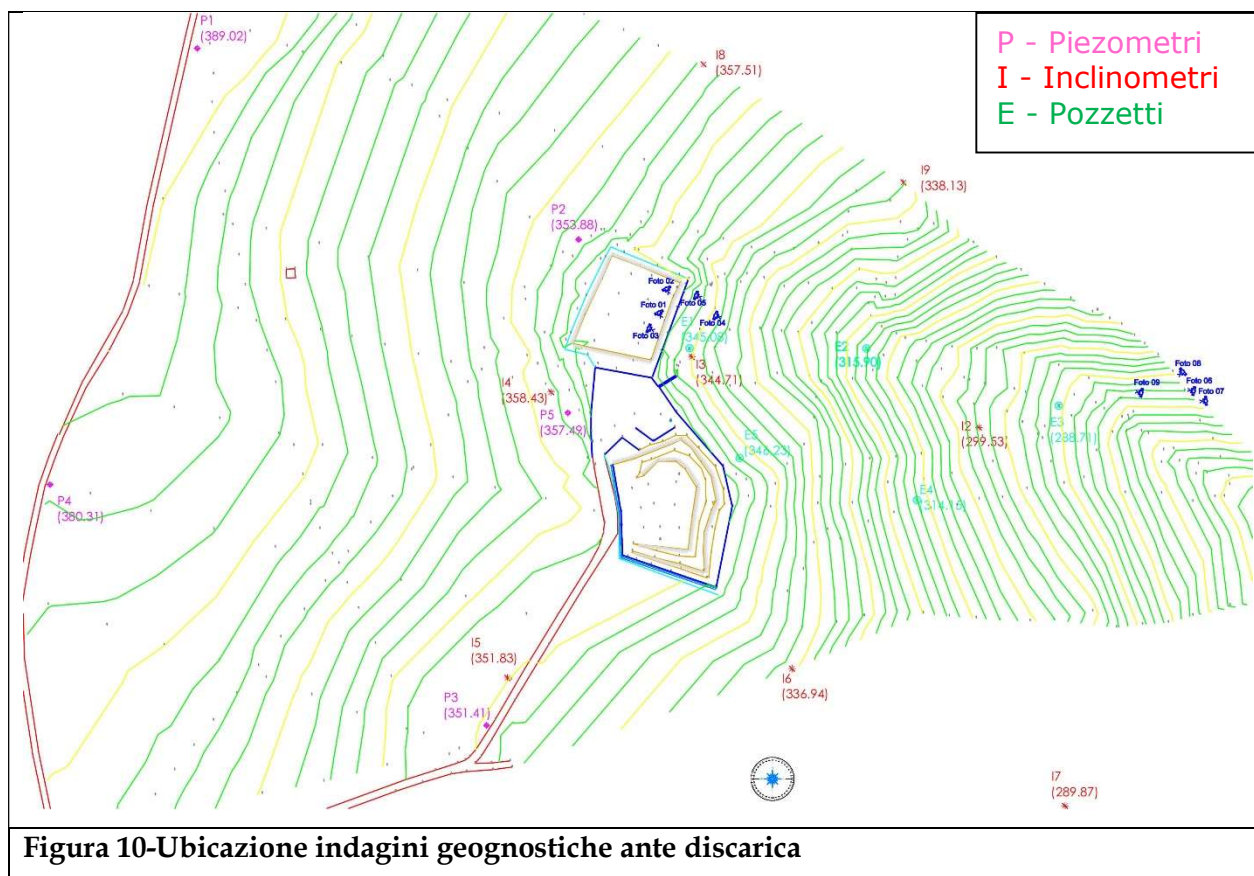 P1
(389.02)
I8
(357.51)
P - Piezometri
I - Inclinometri
E - Pozzetti
I9
(338.13)
P2
(353.88)
Foto 02
Foto 05
Foto 01
Foto 04
Foto 03
E1
(345.08)
E2
(315.90)
I3
(344.71)
Foto 08
Foto 06
Foto 09
Foto 07
I4
(358.43)
P5
(357.49)
E3
(288.71)
I2
(299.53)
E5
(346.23)
P4
(380.31)
E4
(314.15)
I5
(351.83)
I6
(336.94)
P3
(351.41)
I7
(289.87)
Figura 10-Ubicazione indagini geognostiche ante discarica